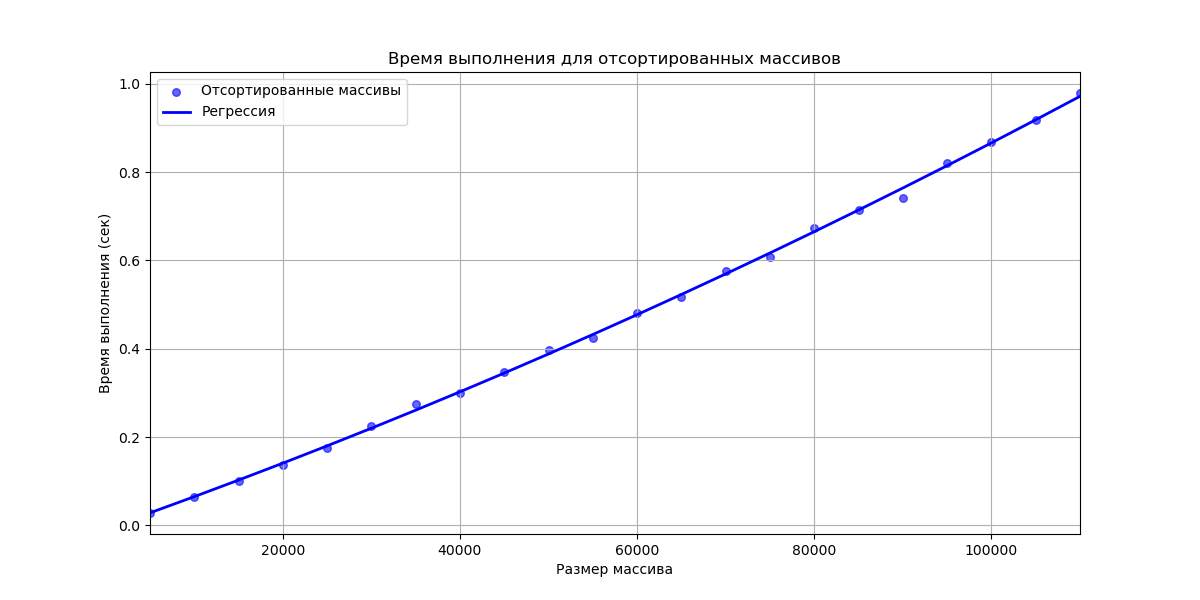 Время выполнения для отсортированных массивов
Отсортированные массивы
Регрессия
Время выполнения (сек)
1.0
0.8
0.6
0.4
0.2
0.0
20000
40000
60000
80000
100000
Размер массива